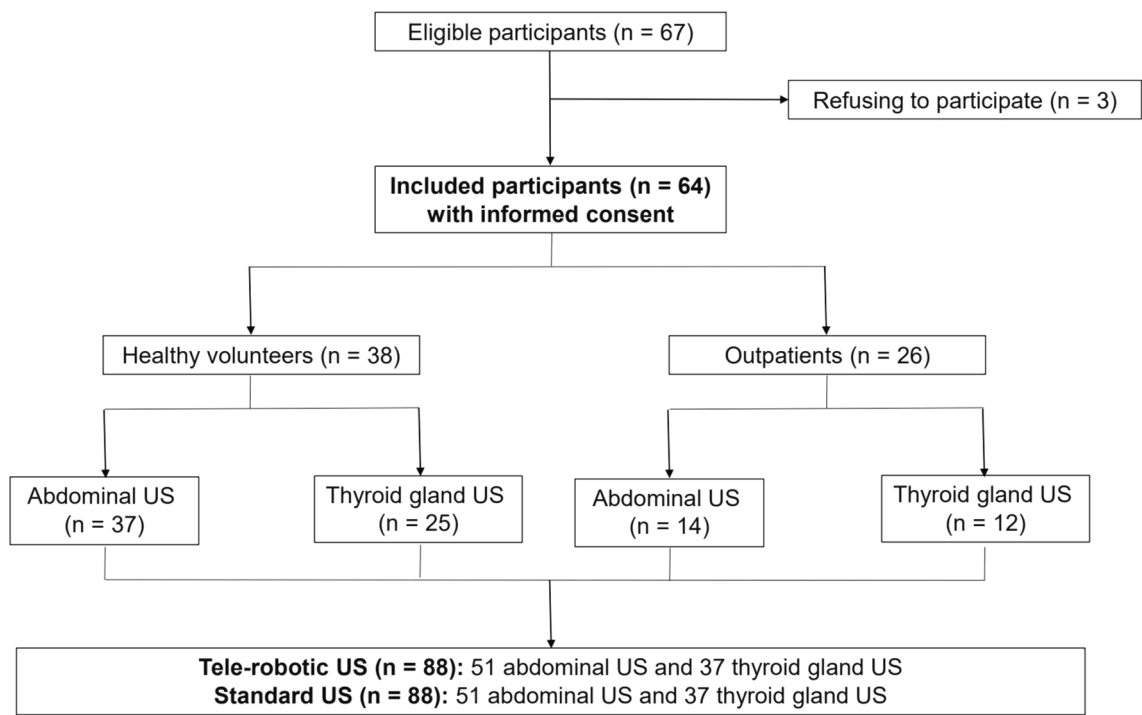 Eligible participants (n = 67)
Refusing to participate (n = 3)
Included participants (n = 64)
with informed consent
Healthy volunteers (n = 38)
Outpatients (n = 26)
Abdominal US
(n = 37)
Thyroid gland US
(n = 25)
Abdominal US
(n = 14)
Thyroid gland US
(n = 12)
Tele-robotic US (n = 88): 51 abdominal US and 37 thyroid gland US
Standard US (n = 88): 51 abdominal US and 37 thyroid gland US